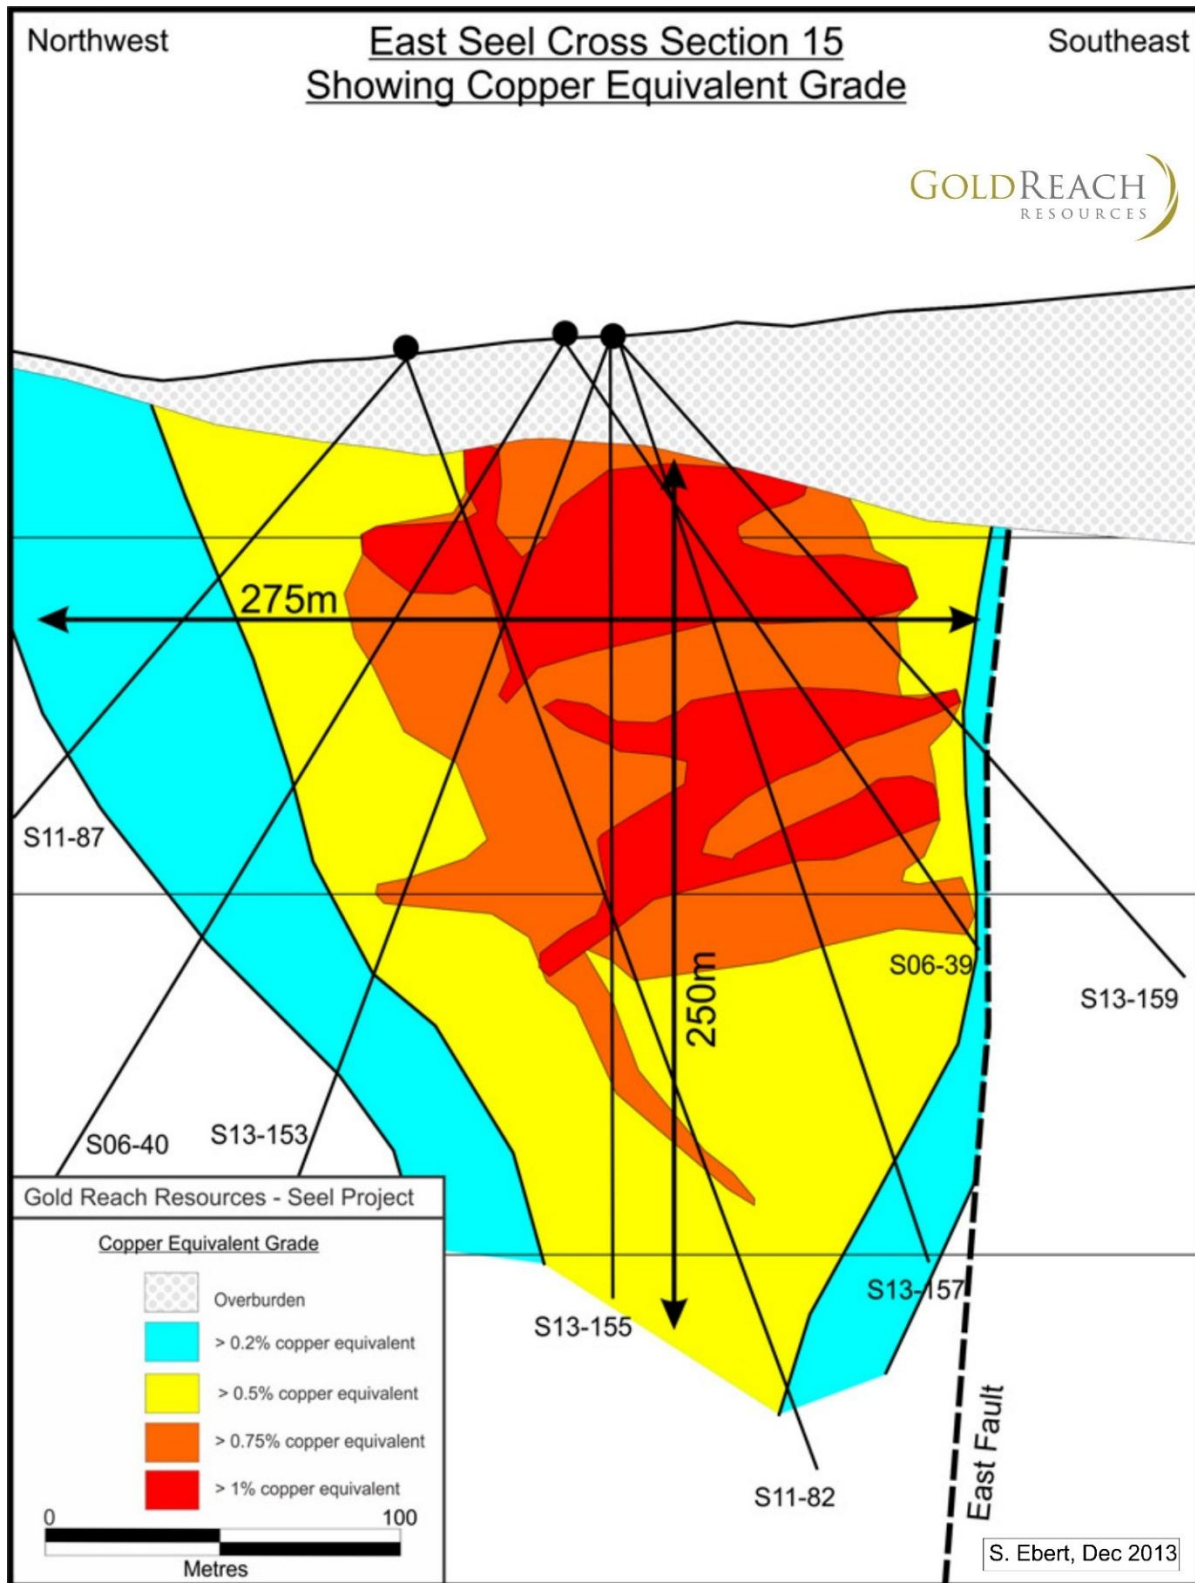 Northwest
East Seel Cross Section 15
Showing Copper Equivalent Grade
Southeast
GOLDREACH
RESOURCES
275m
S11-87
S06-39
S13-159
250m
S06-40
S13-153
S13-157
S13-155
S11-82
East Fault
Gold Reach Resources - Seel Project
Copper Equivalent Grade
Overburden
> 0.2% copper equivalent
> 0.5% copper equivalent
> 0.75% copper equivalent
> 1% copper equivalent
0 100
Metres
S. Ebert, Dec 2013